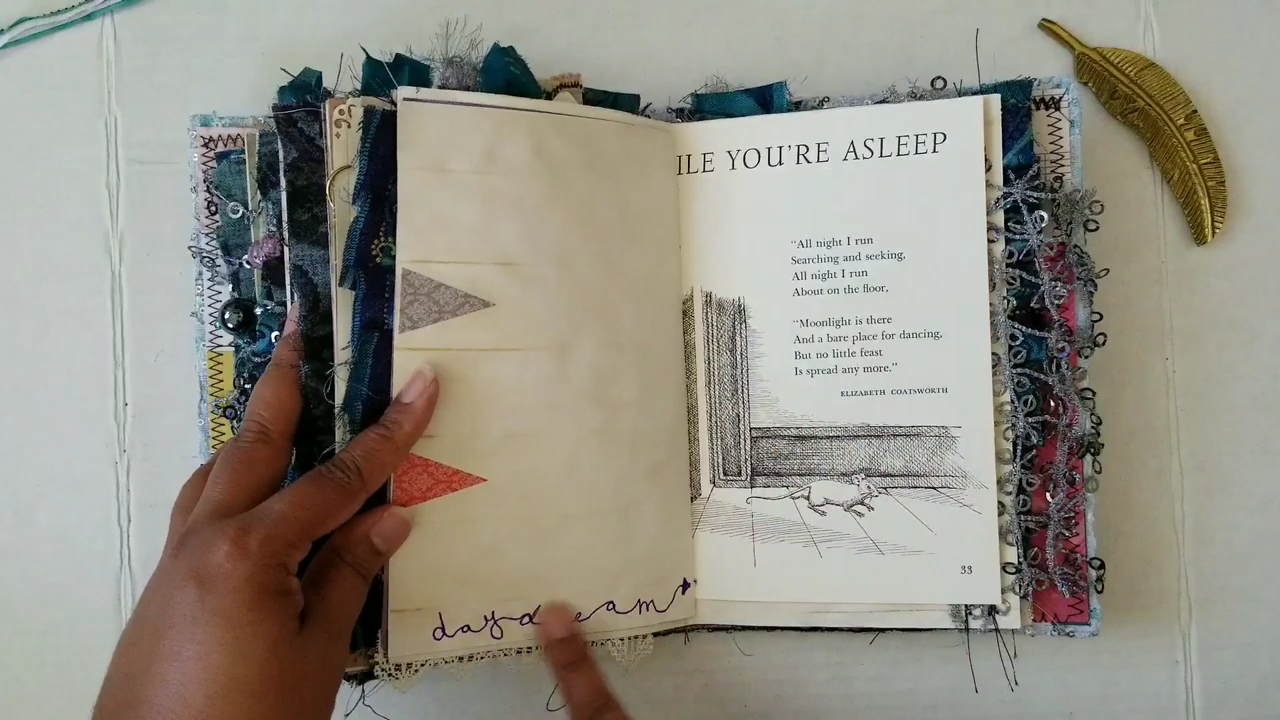 ILE YOU'RE ASLEEP
"All night I run
Searching and seeking,
All night I run
About on the floor,
"Moonlight is there
And a bare place for dancing,
But no little feast
Is spread any more."
ELIZABETH COATSWORTH
33